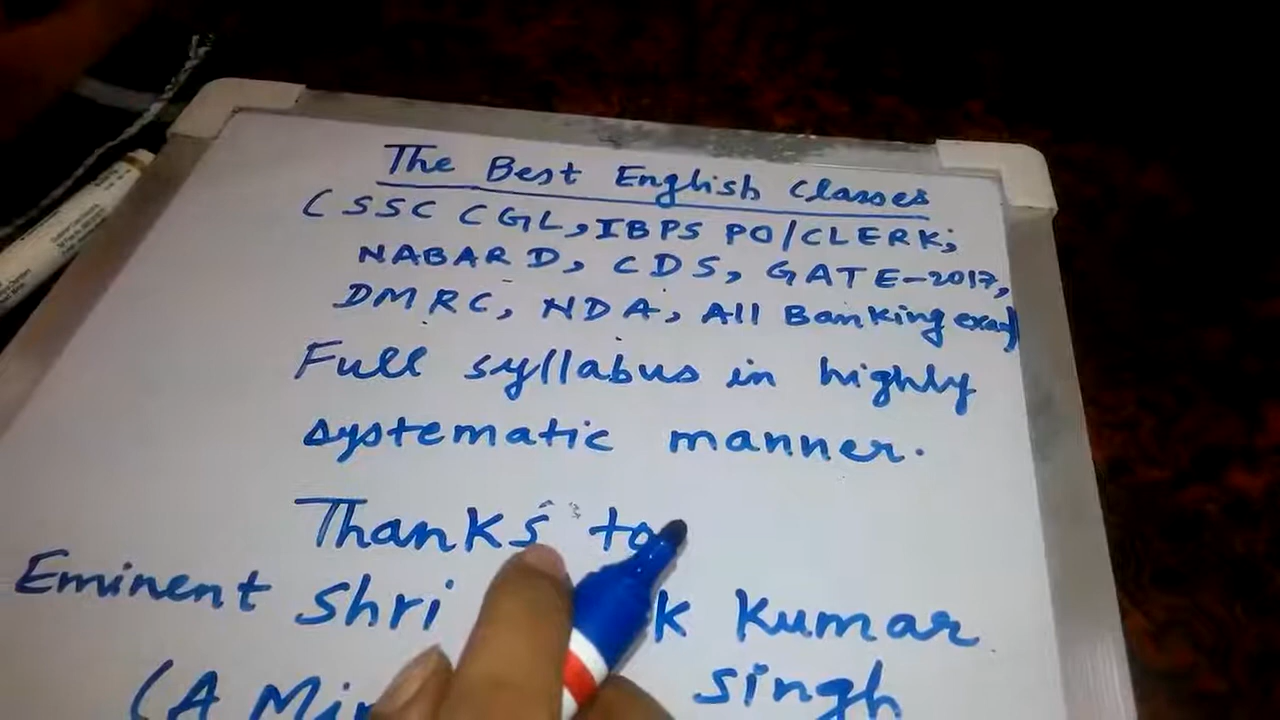 The Best English Classes
(SSC CGL, IBPS PO/CLERK,
NABARD, CDS, GATE-2017,
DMRC, NDA, All Banking exam)
Full syllabus in highly
systematic manner.
Thanks to
Eminent Shri Kumar
(A Singh